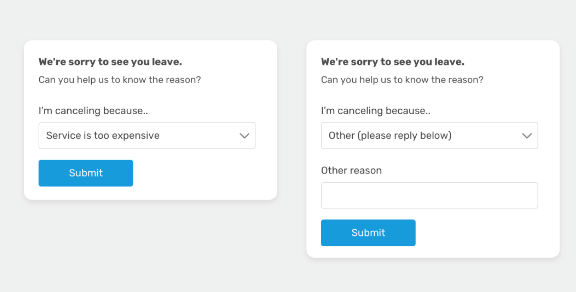 We're sorry to see you leave.
Can you help us to know the reason?
I'm canceling because..
Service is too expensive
Submit
We're sorry to see you leave.
Can you help us to know the reason?
I'm canceling because..
Other (please reply below)
Other reason
Submit